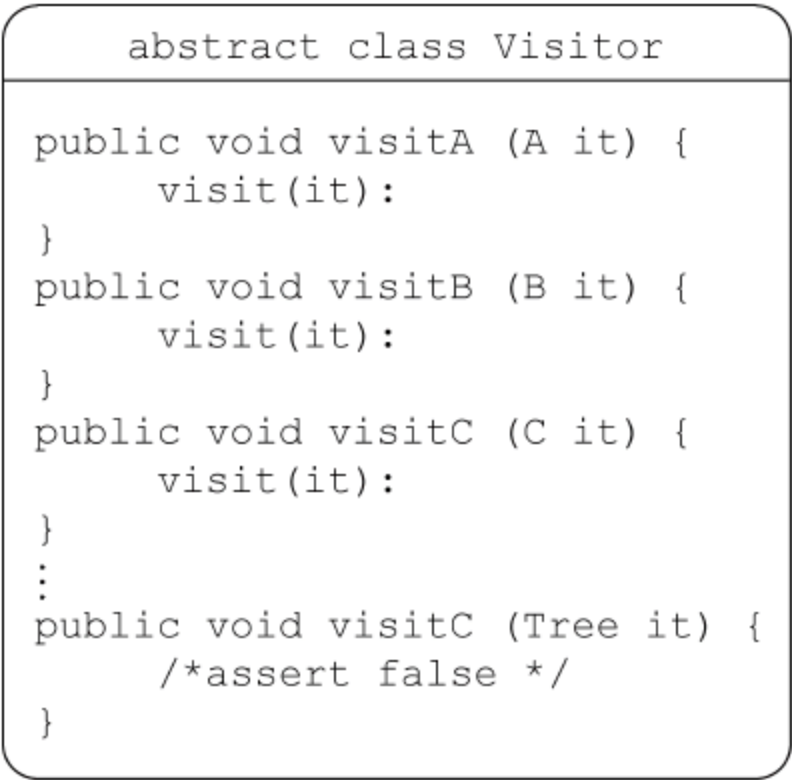 abstract class Visitor
public void visitA (A it) {
visit(it):
}
public void visitB (B it) {
visit(it):
}
public void visitC (C it) {
visit(it):
}
⋮
public void visitC (Tree it) {
/*assert false */
}